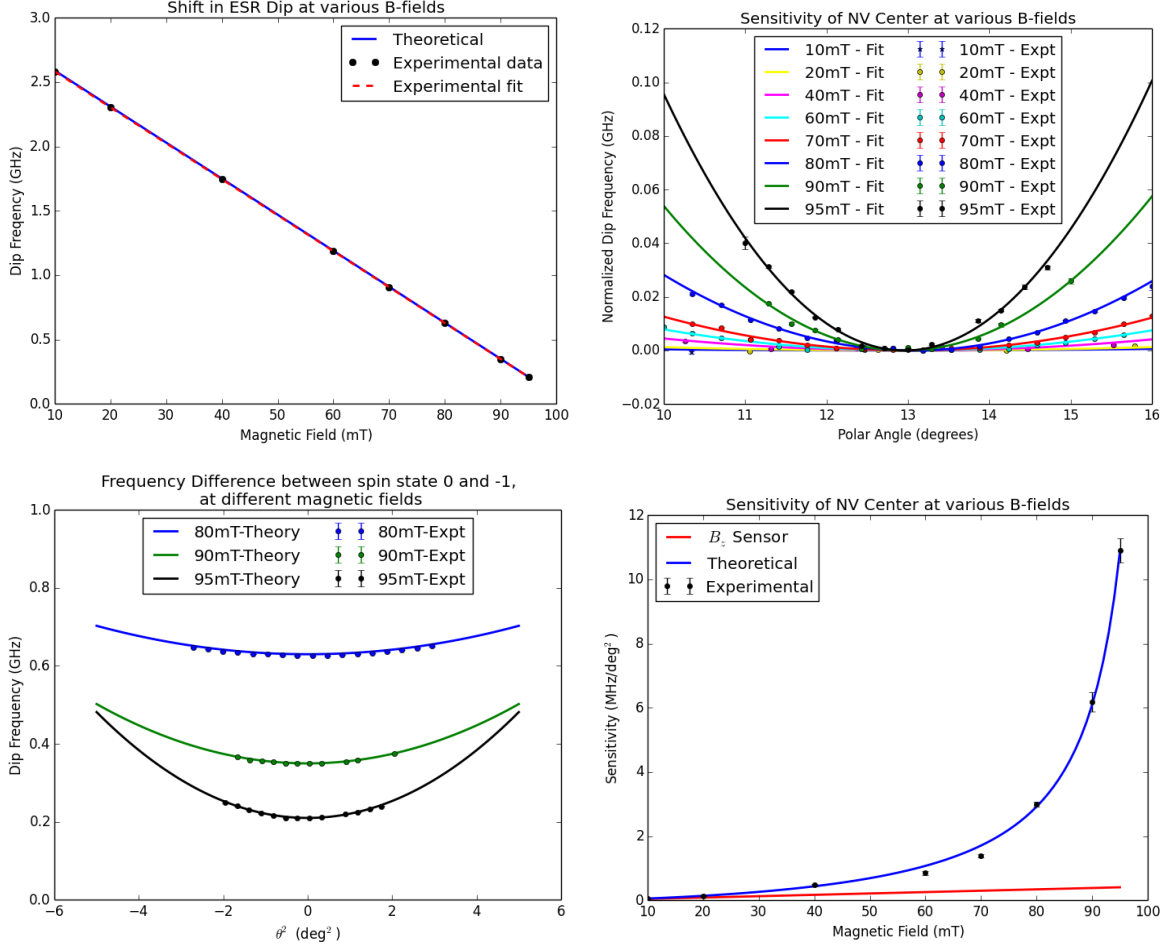 Shift in ESR Dip at various B-fields
Theoretical
Experimental data
Experimental fit
3.0
2.5
2.0
1.5
1.0
0.5
0.0
10 20 30 40 50 60 70 80 90 100
Dip Freqency (GHz)
Magnetic Field (mT)
Sensitivity of NV Center at various B-fields
10mT - Fit 10mT - Expt
20mT - Fit 20mT - Expt
40mT - Fit 40mT - Expt
60mT - Fit 60mT - Expt
70mT - Fit 70mT - Expt
80mT - Fit 80mT - Expt
90mT - Fit 90mT - Expt
95mT - Fit 95mT - Expt
0.12
0.10
0.08
0.06
0.04
0.02
0.00
−0.02
10 11 12 13 14 15 16
Normalized Dip Frequency (GHz)
Polar Angle (degrees)
Frequency Difference between spin state 0 and -1,
at different magnetic fields
80mT-Theory 80mT-Expt
90mT-Theory 90mT-Expt
95mT-Theory 95mT-Expt
1.0
0.8
0.6
0.4
0.2
0.0
−6 −4 −2 0 2 4 6
Dip Frequency (GHz)
θ² (deg²)
Sensitivity of NV Center at various B-fields
B_z Sensor
Theoretical
Experimental
12
10
8
6
4
2
0
10 20 30 40 50 60 70 80 90 100
Sensitivity (MHz/deg²)
Magnetic Field (mT)